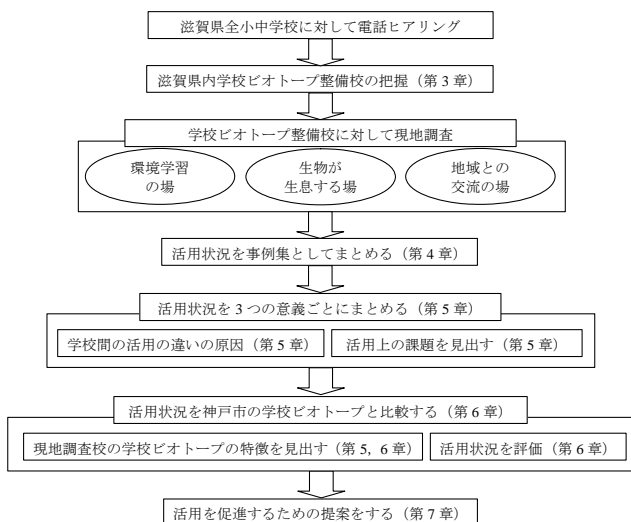 滋賀県全小中学校に対して電話ヒアリング
滋賀県内学校ビオトープ整備校の把握（第3章）
学校ビオトープ整備校に対して現地調査
環境学習
の場
生物が
生息する場
地域との
交流の場
活用状況を事例集としてまとめる（第4章）
活用状況を3つの意義ごとにまとめる（第5章）
学校間の活用の違いの原因（第5章）
活用上の課題を見出す（第5章）
活用状況を神戸市の学校ビオトープと比較する（第6章）
現地調査校の学校ビオトープの特徴を見出す（第5，6章）
活用状況を評価（第6章）
活用を促進するための提案をする（第7章）